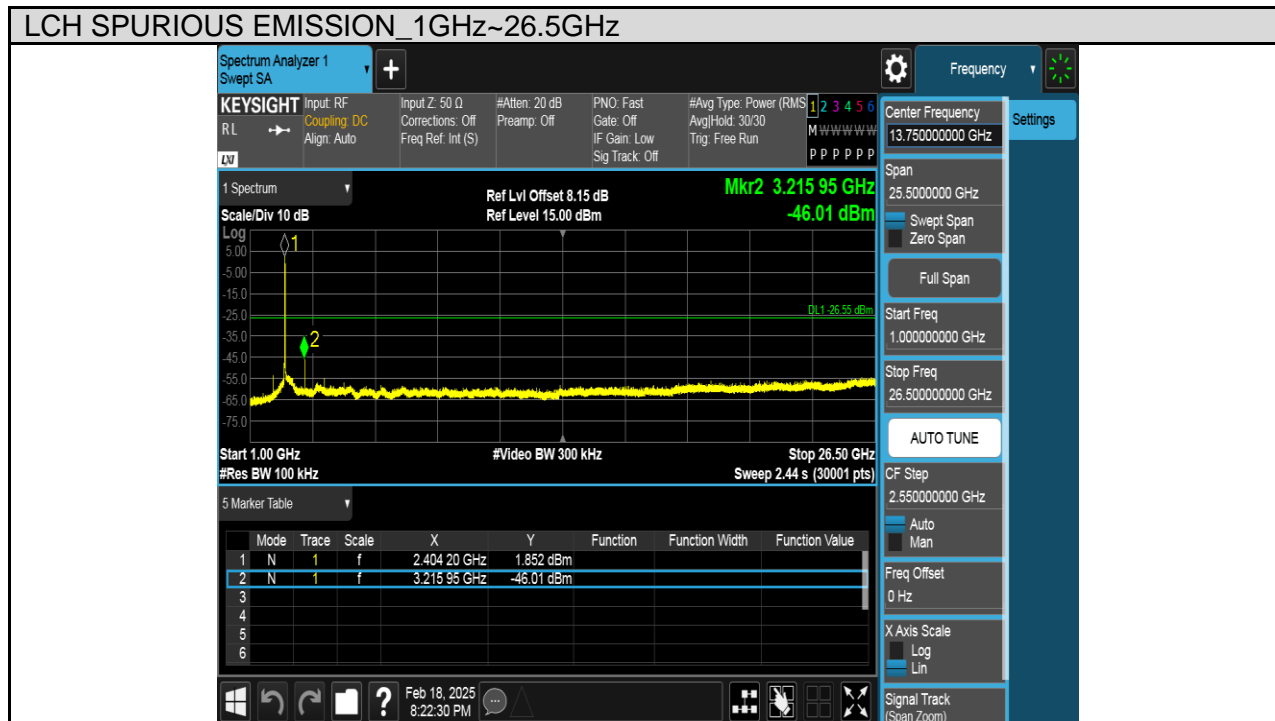 LCH SPURIOUS EMISSION_1GHz~26.5GHz
Spectrum Analyzer 1
Swept SA
Frequency
KEYSIGHT
RL
LXI
Input: RF
Coupling: DC
Align: Auto
Input Z: 50 Ω
Corrections: Off
Freq Ref: Int (S)
#Atten: 20 dB
Preamp: Off
PNO: Fast
Gate: Off
IF Gain: Low
Sig Track: Off
#Avg Type: Power (RMS
Avg|Hold: 30/30
Trig: Free Run
1 2 3 4 5 6
M W W W W W
P P P P P P
Center Frequency
13.750000000 GHz
Settings
1 Spectrum
Scale/Div 10 dB
Ref Lvl Offset 8.15 dB
Ref Level 15.00 dBm
Mkr2 3.215 95 GHz
-46.01 dBm
Log
5.00
-5.00
-15.0
-25.0
-35.0
-45.0
-55.0
-65.0
-75.0
1
2
DL1 -26.55 dBm
Start 1.00 GHz
#Video BW 300 kHz
Stop 26.50 GHz
#Res BW 100 kHz
Sweep 2.44 s (30001 pts)
Span
25.5000000 GHz
Swept Span
Zero Span
Full Span
Start Freq
1.000000000 GHz
Stop Freq
26.500000000 GHz
AUTO TUNE
CF Step
2.550000000 GHz
Auto
Man
Freq Offset
0 Hz
X Axis Scale
Log
Lin
Signal Track
(Span Zoom)
5 Marker Table
Mode Trace Scale X Y Function Function Width Function Value
1 N 1 f 2.404 20 GHz 1.852 dBm
2 N 1 f 3.215 95 GHz -46.01 dBm
3
4
5
6
?
Feb 18, 2025
8:22:30 PM